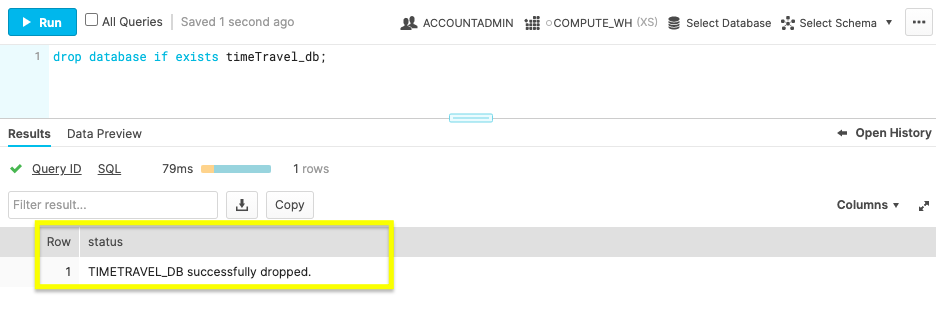 Run All Queries Saved 1 second ago ACCOUNTADMIN COMPUTE_WH (XS) Select Database Select Schema ...
1 drop database if exists timeTravel_db;
Results Data Preview Open History
Query ID SQL 79ms 1 rows
Filter result... Copy Columns
Row status
1 TIMETRAVEL_DB successfully dropped.